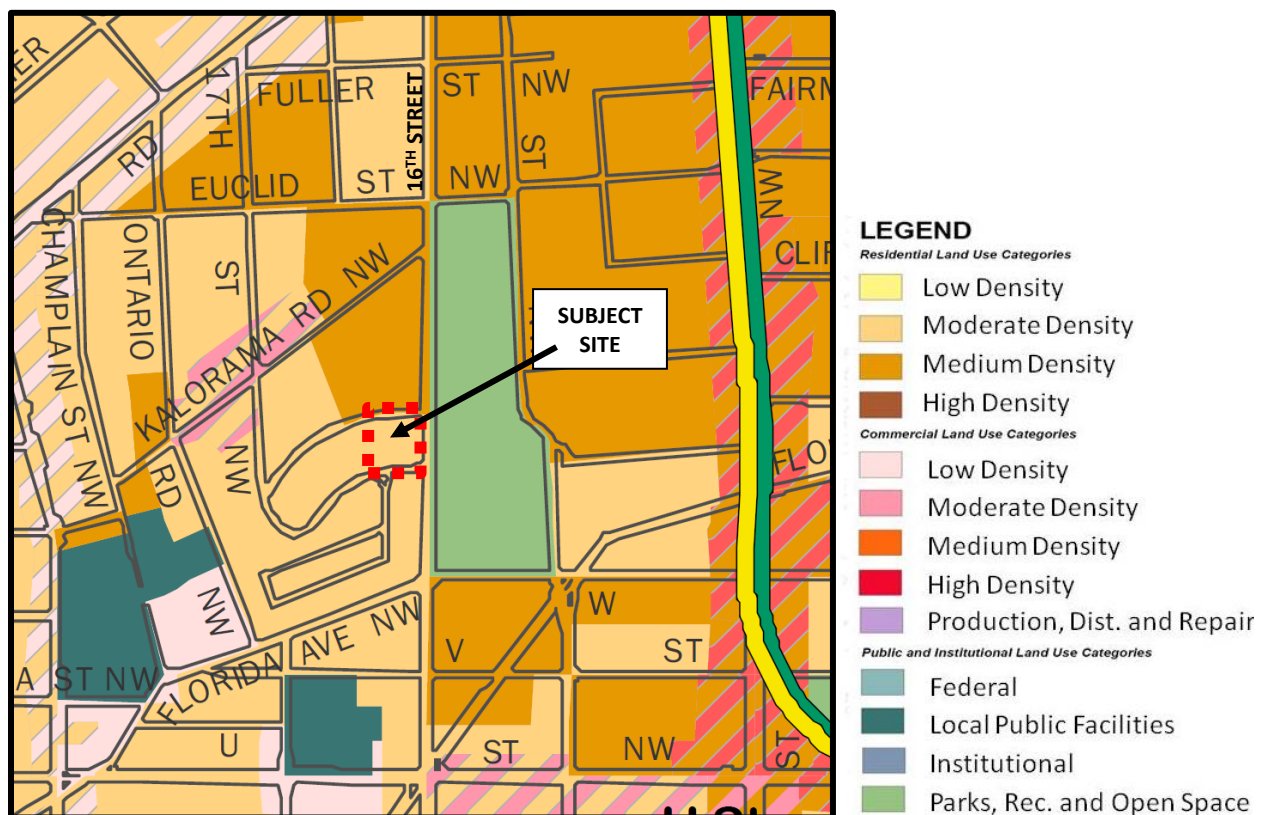 ER
17TH
FULLER
16TH STREET
ST
NW
FAIRM
RD
ST
EUCLID
ST
NW
NW
CHAMPLAIN ST NW
ONTARIO
ST
KALORAMA RD NW
CLIF
SUBJECT
SITE
RD
NW
FLO
NW
W
AVE NW
V
ST
A ST NW
FLORIDA
U
ST
NW
ST
LEGEND
Residential Land Use Categories
Low Density
Moderate Density
Medium Density
High Density
Commercial Land Use Categories
Low Density
Moderate Density
Medium Density
High Density
Production, Dist. and Repair
Public and Institutional Land Use Categories
Federal
Local Public Facilities
Institutional
Parks, Rec. and Open Space